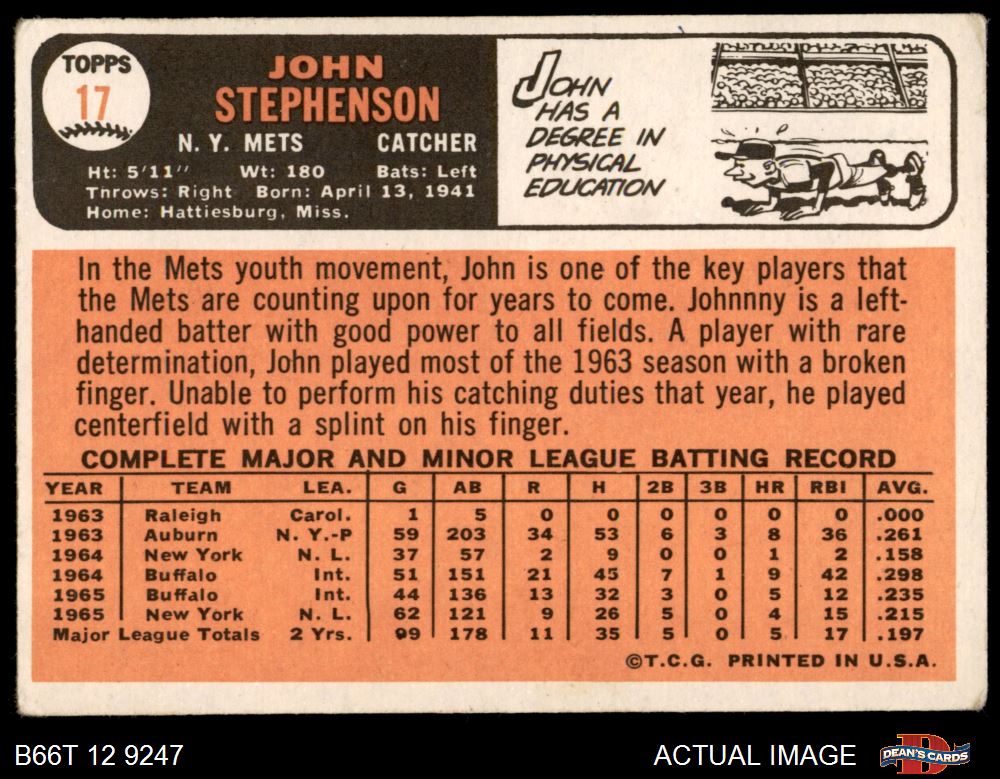 TOPPS
17
JOHN
STEPHENSON
N. Y. METS CATCHER
Ht: 5'11" Wt: 180 Bats: Left
Throws: Right Born: April 13, 1941
Home: Hattiesburg, Miss.
JOHN
HAS A
DEGREE IN
PHYSICAL
EDUCATION
In the Mets youth movement, John is one of the key players that
the Mets are counting upon for years to come. Johnnny is a left-
handed batter with good power to all fields. A player with rare
determination, John played most of the 1963 season with a broken
finger. Unable to perform his catching duties that year, he played
centerfield with a splint on his finger.
COMPLETE MAJOR AND MINOR LEAGUE BATTING RECORD
YEAR TEAM LEA. G AB R H 2B 3B HR RBI AVG.
1963 Raleigh Carol. 1 5 0 0 0 0 0 0 .000
1963 Auburn N. Y.-P 59 203 34 53 6 3 8 36 .261
1964 New York N. L. 37 57 2 9 0 0 1 2 .158
1964 Buffalo Int. 51 151 21 45 7 1 9 42 .298
1965 Buffalo Int. 44 136 13 32 3 0 5 12 .235
1965 New York N. L. 62 121 9 26 5 0 4 15 .215
Major League Totals 2 Yrs. 99 178 11 35 5 0 5 17 .197
©T.C.G. PRINTED IN U.S.A.
B66T 12 9247 ACTUAL IMAGE DEAN'S CARDS